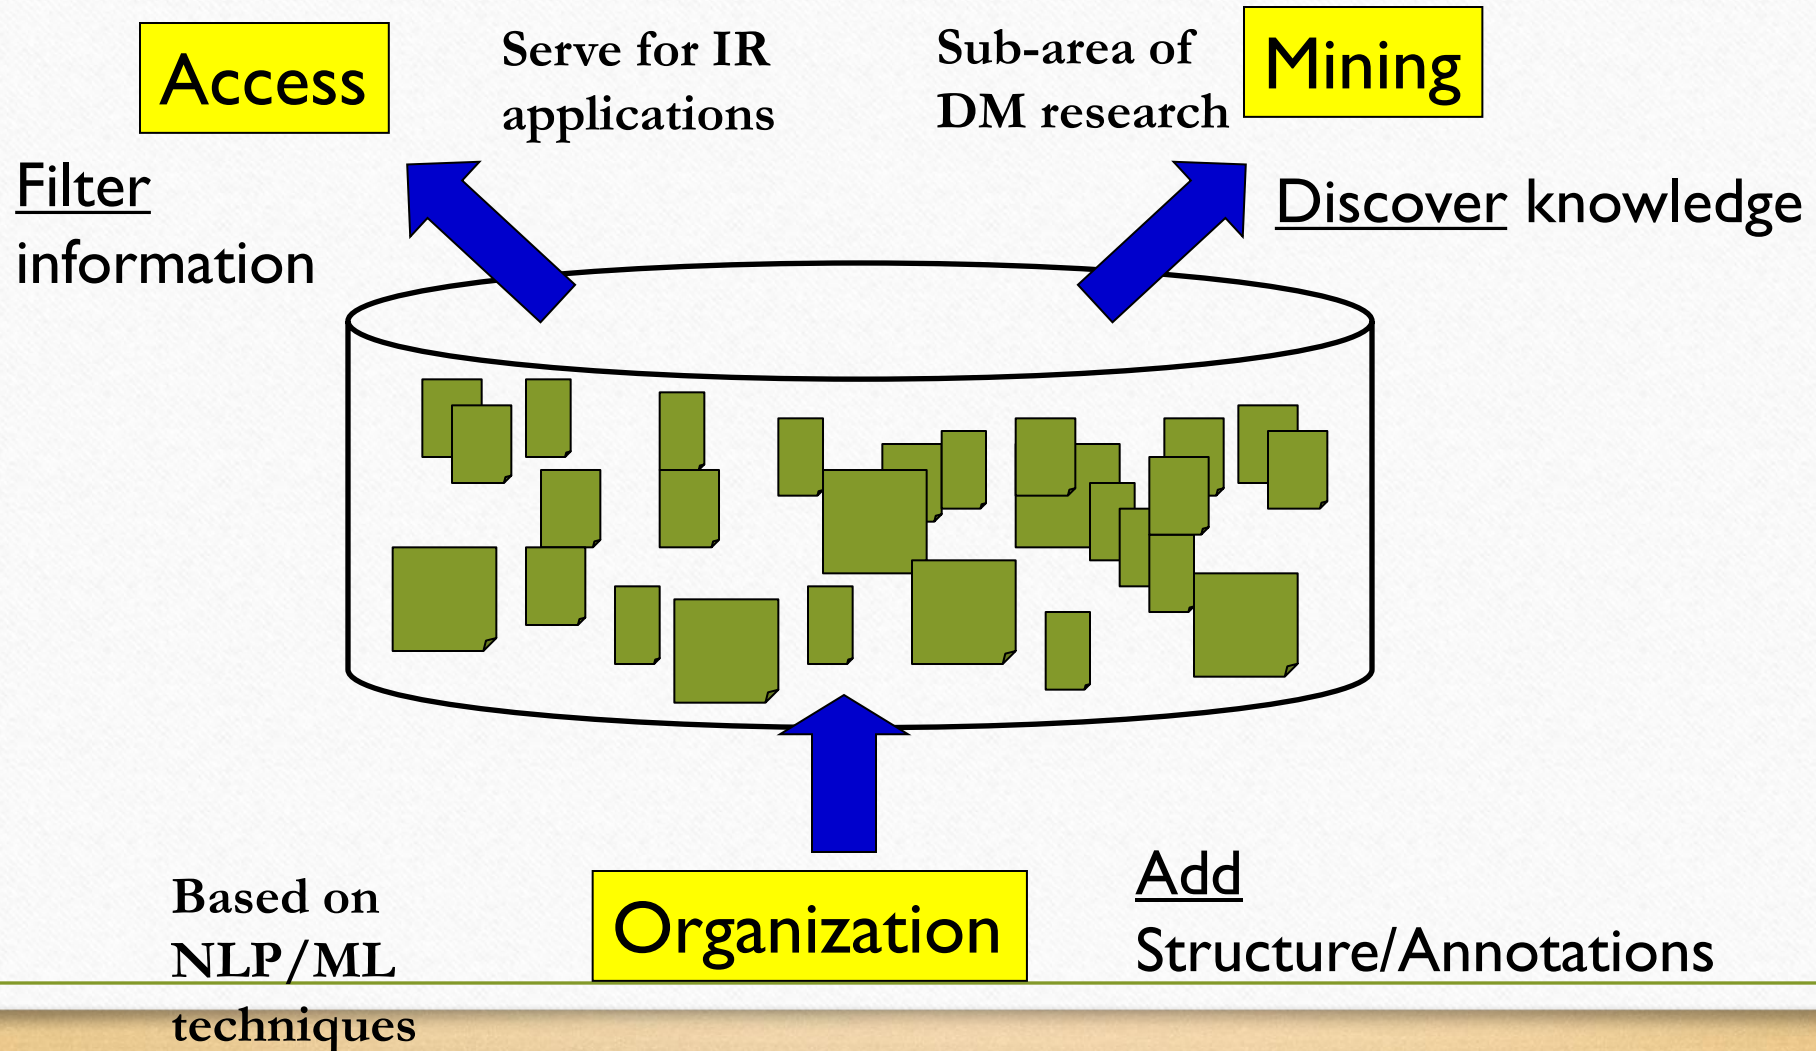 Access
Serve for IR
applications
Sub-area of
DM research
Mining
Filter
information
Discover knowledge
Based on
NLP/ML
techniques
Organization
Add
Structure/Annotations